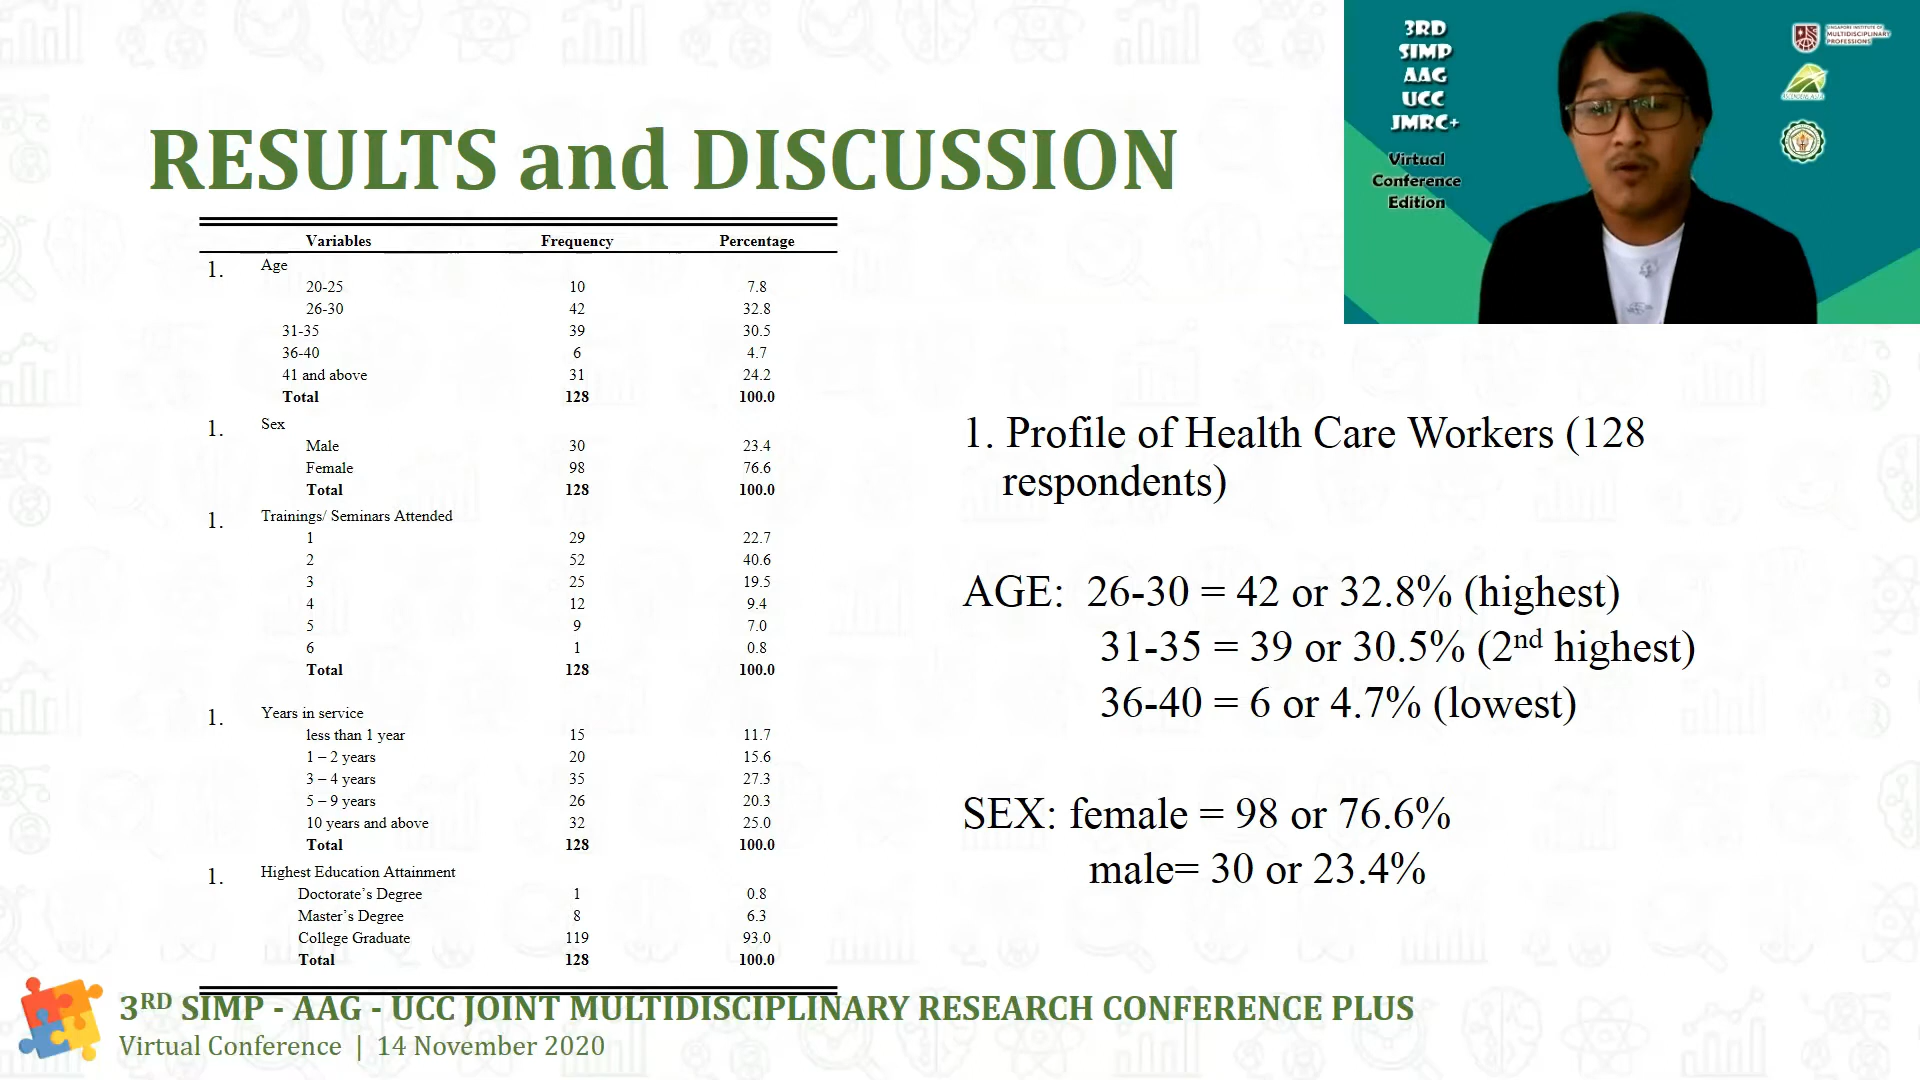 RESULTS and DISCUSSION
Variables Frequency Percentage
1. Age
20-25 10 7.8
26-30 42 32.8
31-35 39 30.5
36-40 6 4.7
41 and above 31 24.2
Total 128 100.0
1. Sex
Male 30 23.4
Female 98 76.6
Total 128 100.0
1. Trainings/ Seminars Attended
1 29 22.7
2 52 40.6
3 25 19.5
4 12 9.4
5 9 7.0
6 1 0.8
Total 128 100.0
1. Years in service
less than 1 year 15 11.7
1 – 2 years 20 15.6
3 – 4 years 35 27.3
5 – 9 years 26 20.3
10 years and above 32 25.0
Total 128 100.0
1. Highest Education Attainment
Doctorate’s Degree 1 0.8
Master’s Degree 8 6.3
College Graduate 119 93.0
Total 128 100.0
3RD
SIMP
AAG
UCC
JMRC+
Virtual
Conference
Edition
SINGAPORE INSTITUTE OF
MULTIDISCIPLINARY
PROFESSIONS
1. Profile of Health Care Workers (128
respondents)
AGE: 26-30 = 42 or 32.8% (highest)
31-35 = 39 or 30.5% (2nd highest)
36-40 = 6 or 4.7% (lowest)
SEX: female = 98 or 76.6%
male= 30 or 23.4%
3RD SIMP - AAG - UCC JOINT MULTIDISCIPLINARY RESEARCH CONFERENCE PLUS
Virtual Conference | 14 November 2020